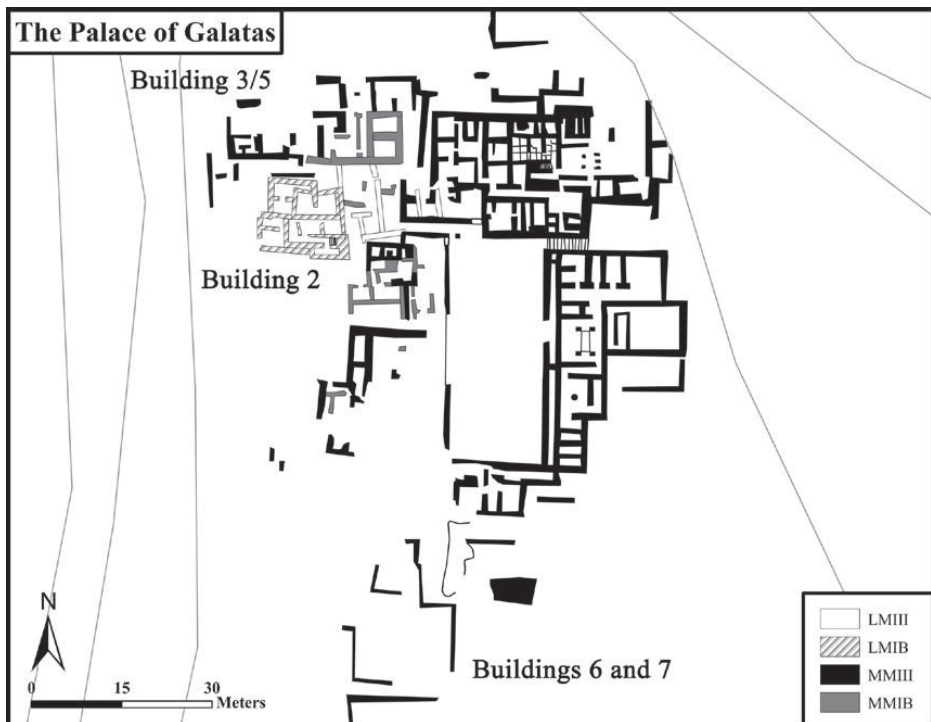 The Palace of Galatas
Building 3/5
Building 2
Buildings 6 and 7
N
0 15 30
Meters
LMIII
LMIB
MMIII
MMIB